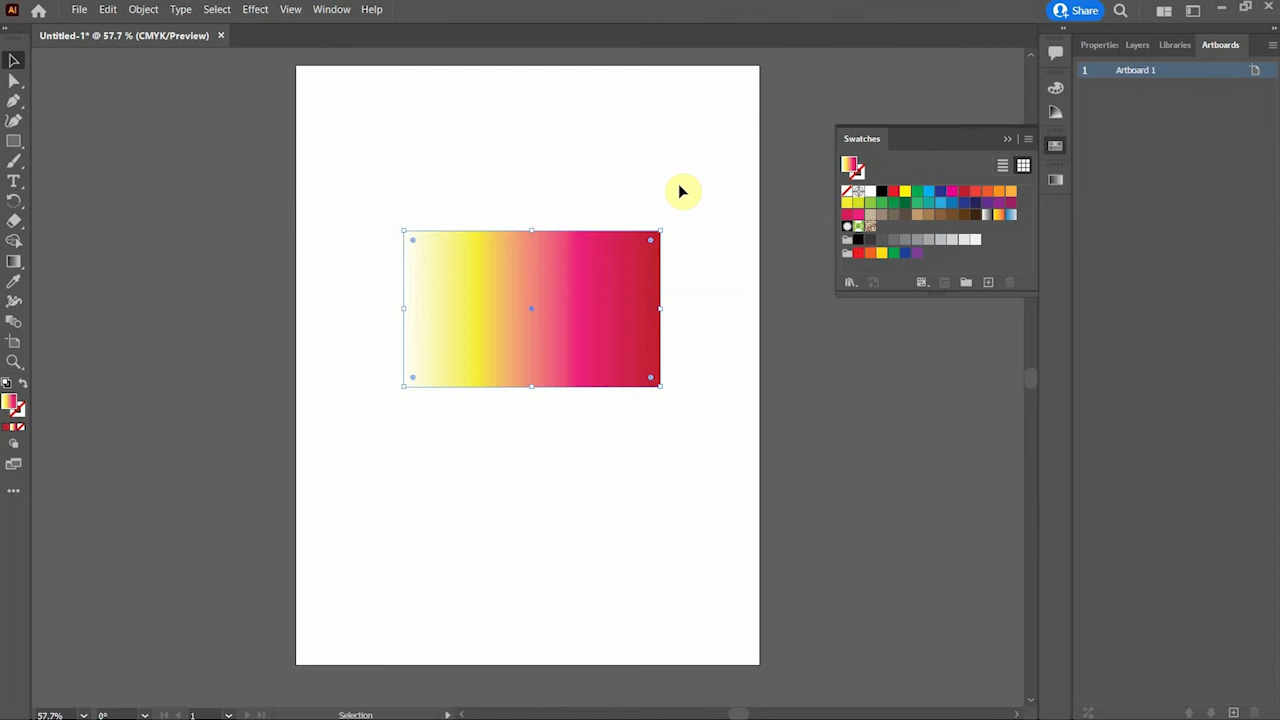 Ai File Edit Object Type Select Effect View Window Help Share
Untitled-1* @ 57.7 % (CMYK/Preview) ×
Properties Layers Libraries Artboards
1 Artboard 1
Swatches
57.7% 0° 1 Selection